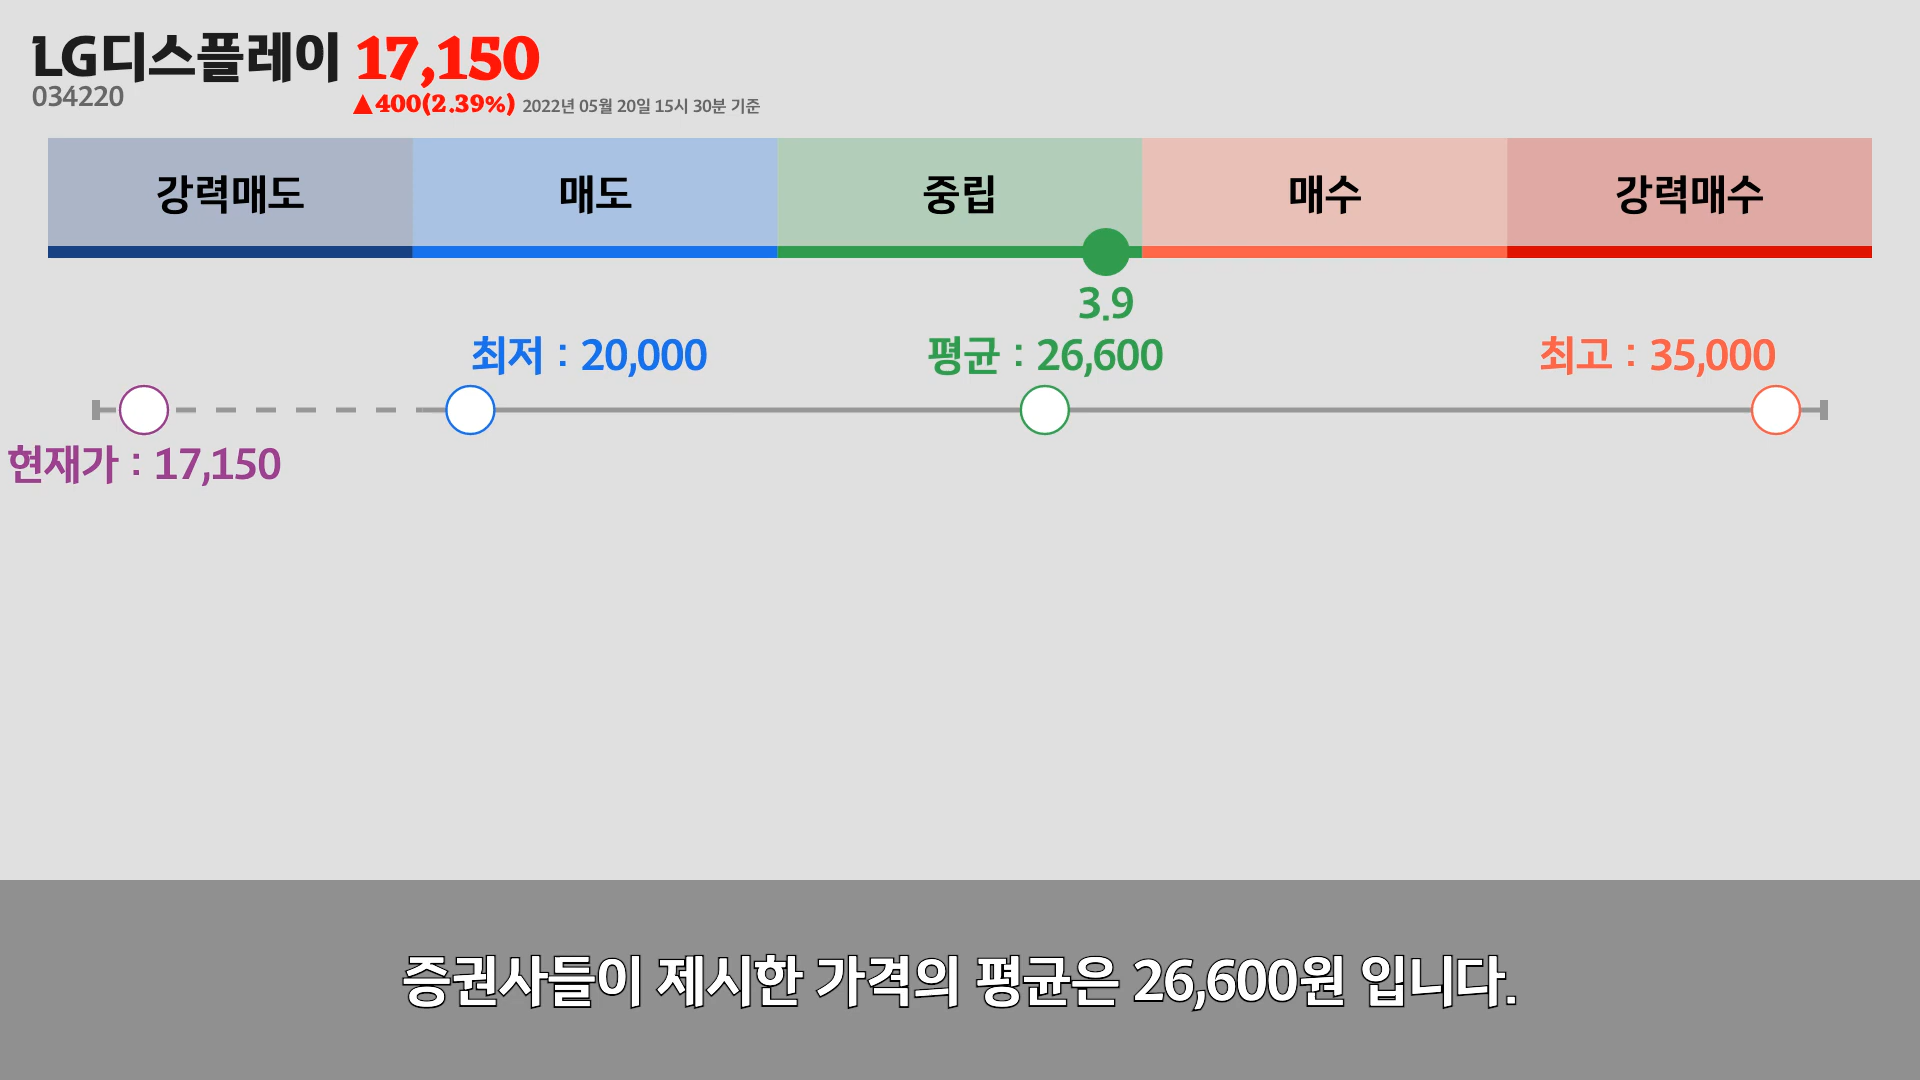 LG디스플레이 17,150
034220
▲400(2.39%) 2022년 05월 20일 15시 30분 기준
강력매도 매도 중립 매수 강력매수
3.9
최저 : 20,000 평균 : 26,600 최고 : 35,000
현재가 : 17,150
증권사들이 제시한 가격의 평균은 26,600원 입니다.